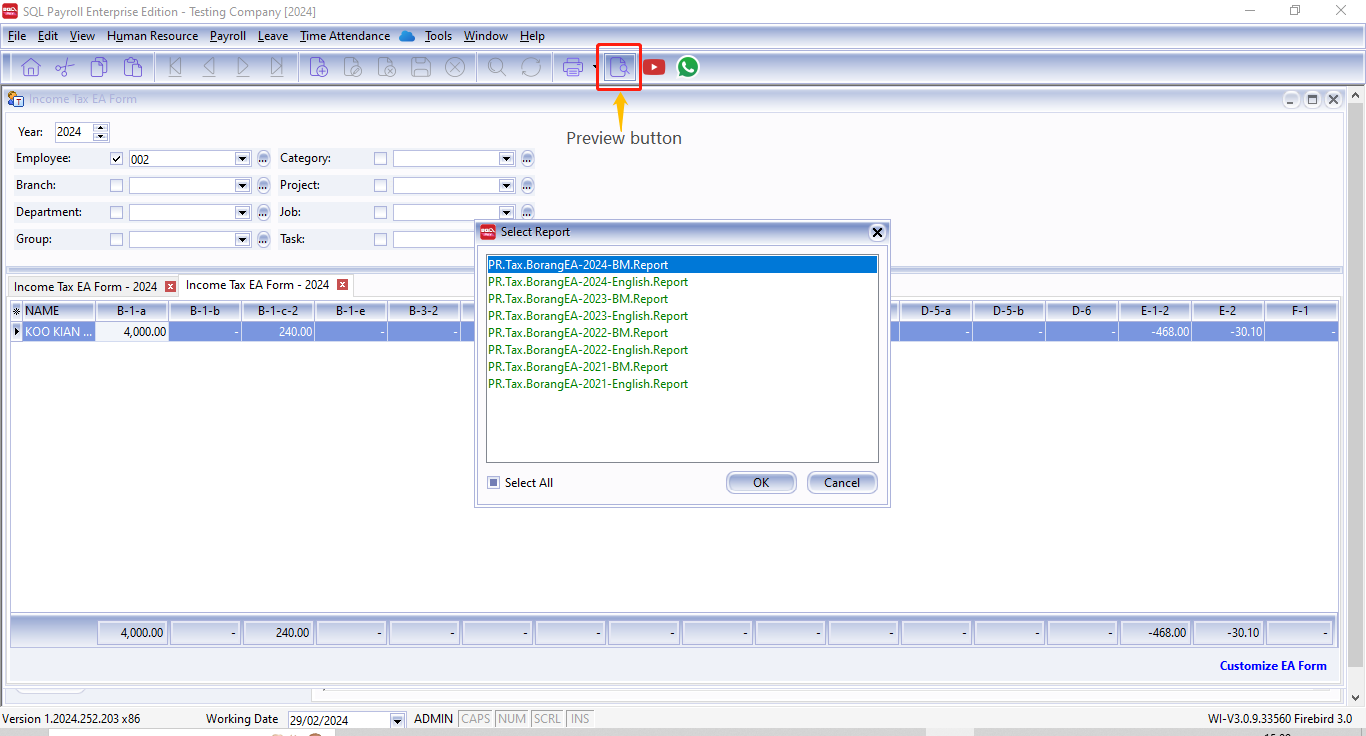 SQL Payroll Enterprise Edition - Testing Company [2024]
File Edit View Human Resource Payroll Leave Time Attendance Tools Window Help
Income Tax EA Form
Preview button
Year: 2024
Employee: 002 Category:
Branch: Project:
Department: Job:
Group: Task:
Select Report
PR.Tax.BorangEA-2024-BM.Report
PR.Tax.BorangEA-2024-English.Report
PR.Tax.BorangEA-2023-BM.Report
PR.Tax.BorangEA-2023-English.Report
PR.Tax.BorangEA-2022-BM.Report
PR.Tax.BorangEA-2022-English.Report
PR.Tax.BorangEA-2021-BM.Report
PR.Tax.BorangEA-2021-English.Report
Select All OK Cancel
Income Tax EA Form - 2024 Income Tax EA Form - 2024
NAME B-1-a B-1-b B-1-c-2 B-1-e B-3-2 D-5-a D-5-b D-6 E-1-2 E-2 F-1
KOO KIAN ... 4,000.00 - 240.00 - - - - - -468.00 -30.10 -
4,000.00 - 240.00 - - - - - - - - - - - -468.00 -30.10 -
Customize EA Form
Version 1.2024.252.203 x86 Working Date 29/02/2024 ADMIN CAPS NUM SCRL INS WI-V3.0.9.33560 Firebird 3.0